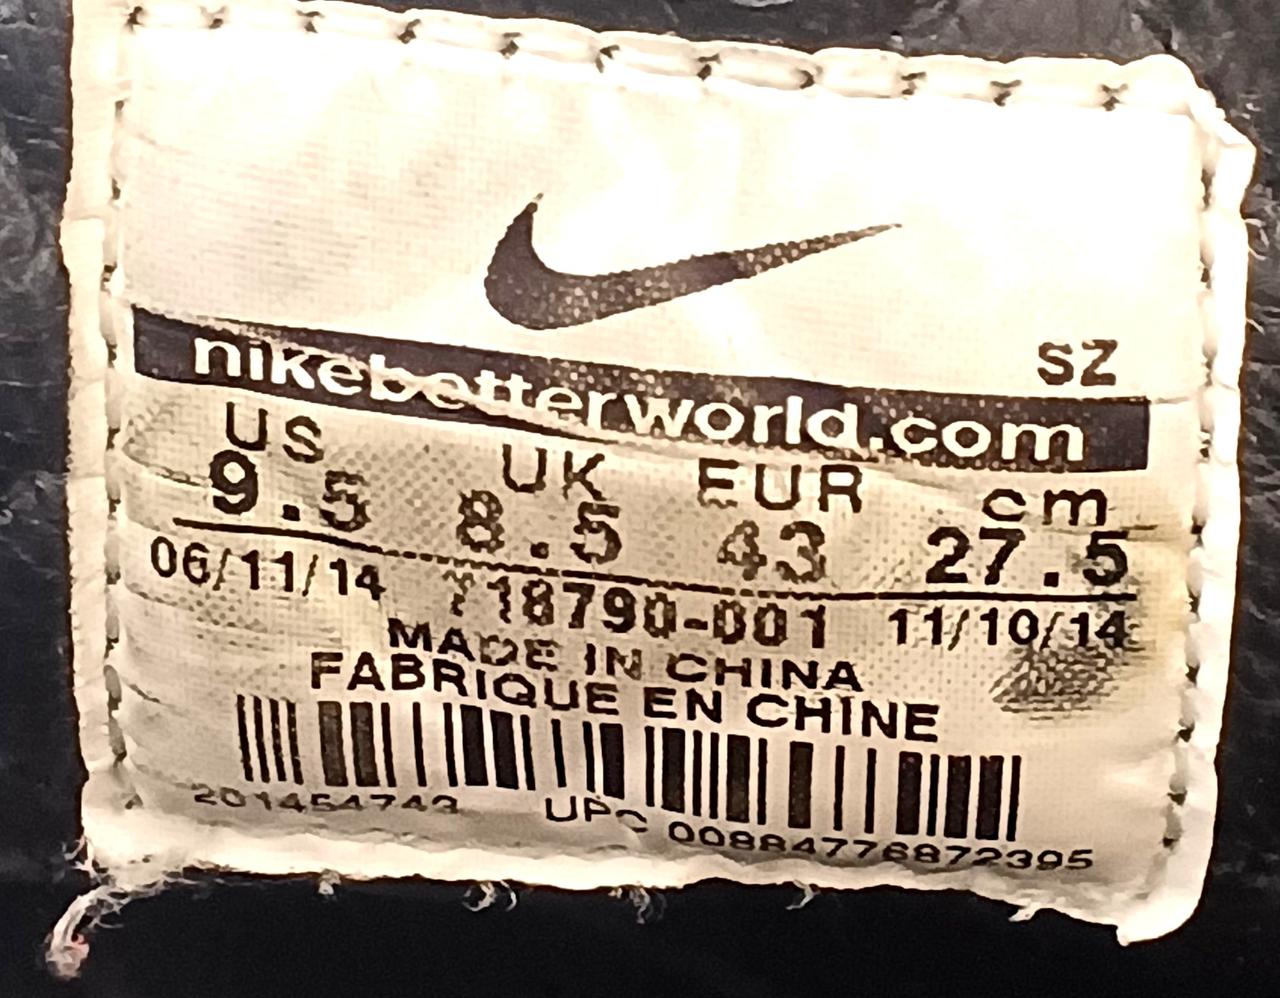 SZ
nikebetterworld.com
US UK EUR cm
9.5 8.5 43 27.5
06/11/14 718790-001 11/10/14
MADE IN CHINA
FABRIQUE EN CHINE
201454743 UPC 00884776872395